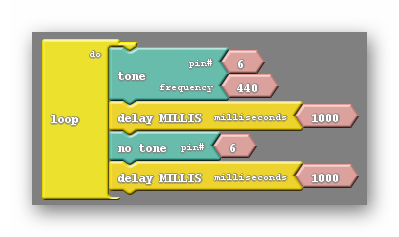 do
pin# 6
tone
frequency 440
loop
delay MILLIS milliseconds 1000
no tone pin# 6
delay MILLIS milliseconds 1000